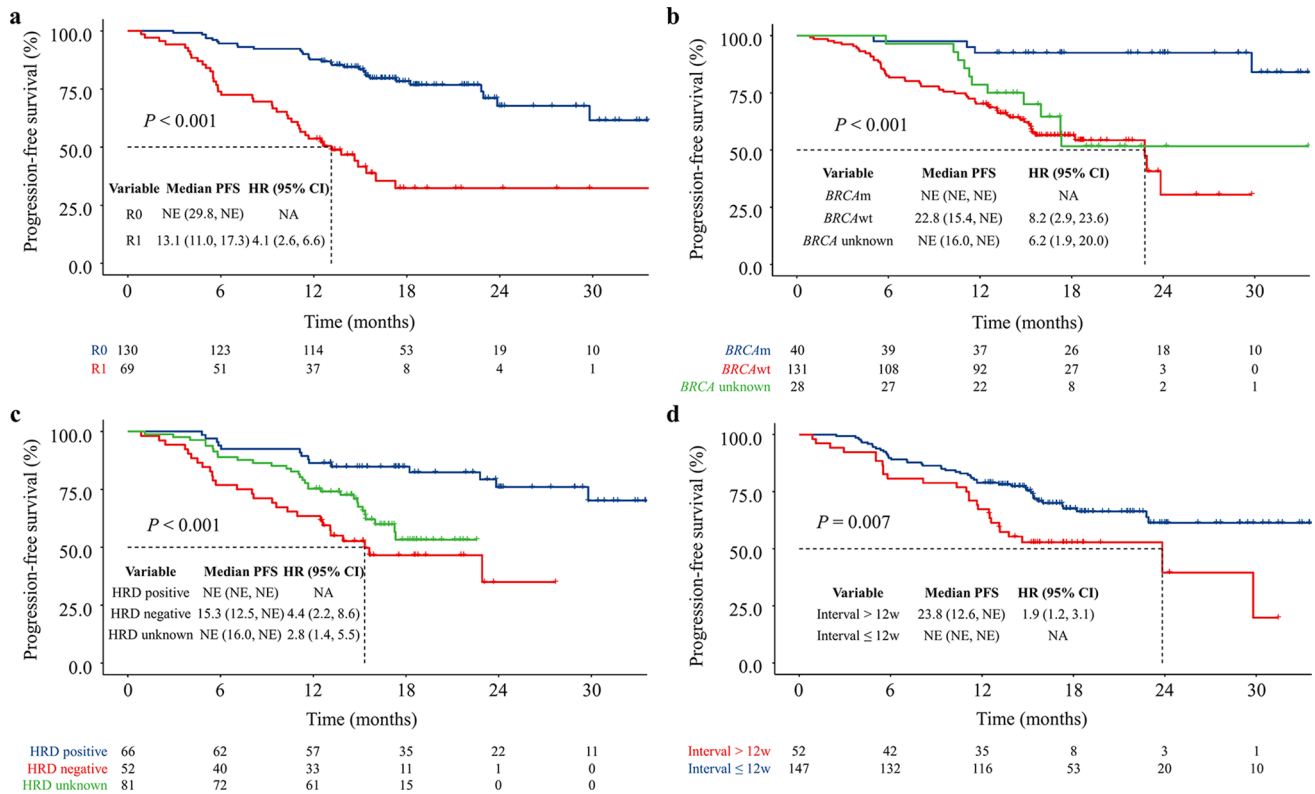 a
Progression-free survival (%)
100.0
75.0
50.0
25.0
0.0
P < 0.001
Variable Median PFS HR (95% CI)
R0 NE (29.8, NE) NA
R1 13.1 (11.0, 17.3) 4.1 (2.6, 6.6)
0 6 12 18 24 30
Time (months)
R0 130 123 114 53 19 10
R1 69 51 37 8 4 1
b
Progression-free survival (%)
100.0
75.0
50.0
25.0
0.0
P < 0.001
Variable Median PFS HR (95% CI)
BRCAm NE (NE, NE) NA
BRCAwt 22.8 (15.4, NE) 8.2 (2.9, 23.6)
BRCA unknown NE (16.0, NE) 6.2 (1.9, 20.0)
0 6 12 18 24 30
Time (months)
BRCAm 40 39 37 26 18 10
BRCAwt 131 108 92 27 3 0
BRCA unknown 28 27 22 8 2 1
c
Progression-free survival (%)
100.0
75.0
50.0
25.0
0.0
P < 0.001
Variable Median PFS HR (95% CI)
HRD positive NE (NE, NE) NA
HRD negative 15.3 (12.5, NE) 4.4 (2.2, 8.6)
HRD unknown NE (16.0, NE) 2.8 (1.4, 5.5)
0 6 12 18 24 30
Time (months)
HRD positive 66 62 57 35 22 11
HRD negative 52 40 33 11 1 0
HRD unknown 81 72 61 15 0 0
d
Progression-free survival (%)
100.0
75.0
50.0
25.0
0.0
P = 0.007
Variable Median PFS HR (95% CI)
Interval > 12w 23.8 (12.6, NE) 1.9 (1.2, 3.1)
Interval ≤ 12w NE (NE, NE) NA
0 6 12 18 24 30
Time (months)
Interval > 12w 52 42 35 8 3 1
Interval ≤ 12w 147 132 116 53 20 10